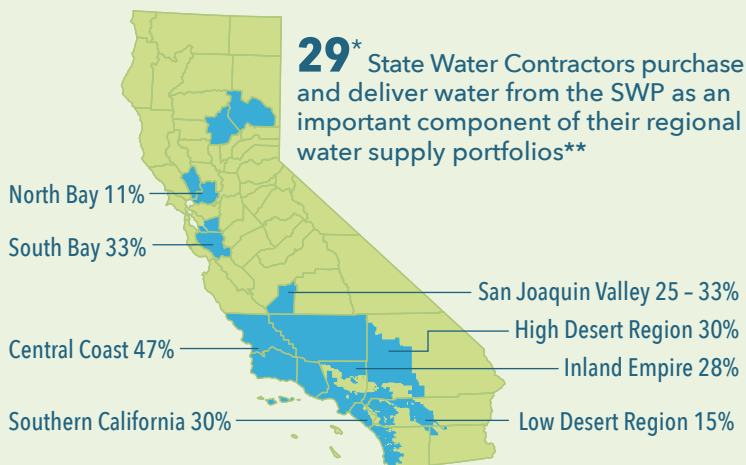 29* State Water Contractors purchase
and deliver water from the SWP as an
important component of their regional
water supply portfolios**
North Bay 11%
South Bay 33%
San Joaquin Valley 25 – 33%
High Desert Region 30%
Central Coast 47%
Inland Empire 28%
Southern California 30%
Low Desert Region 15%